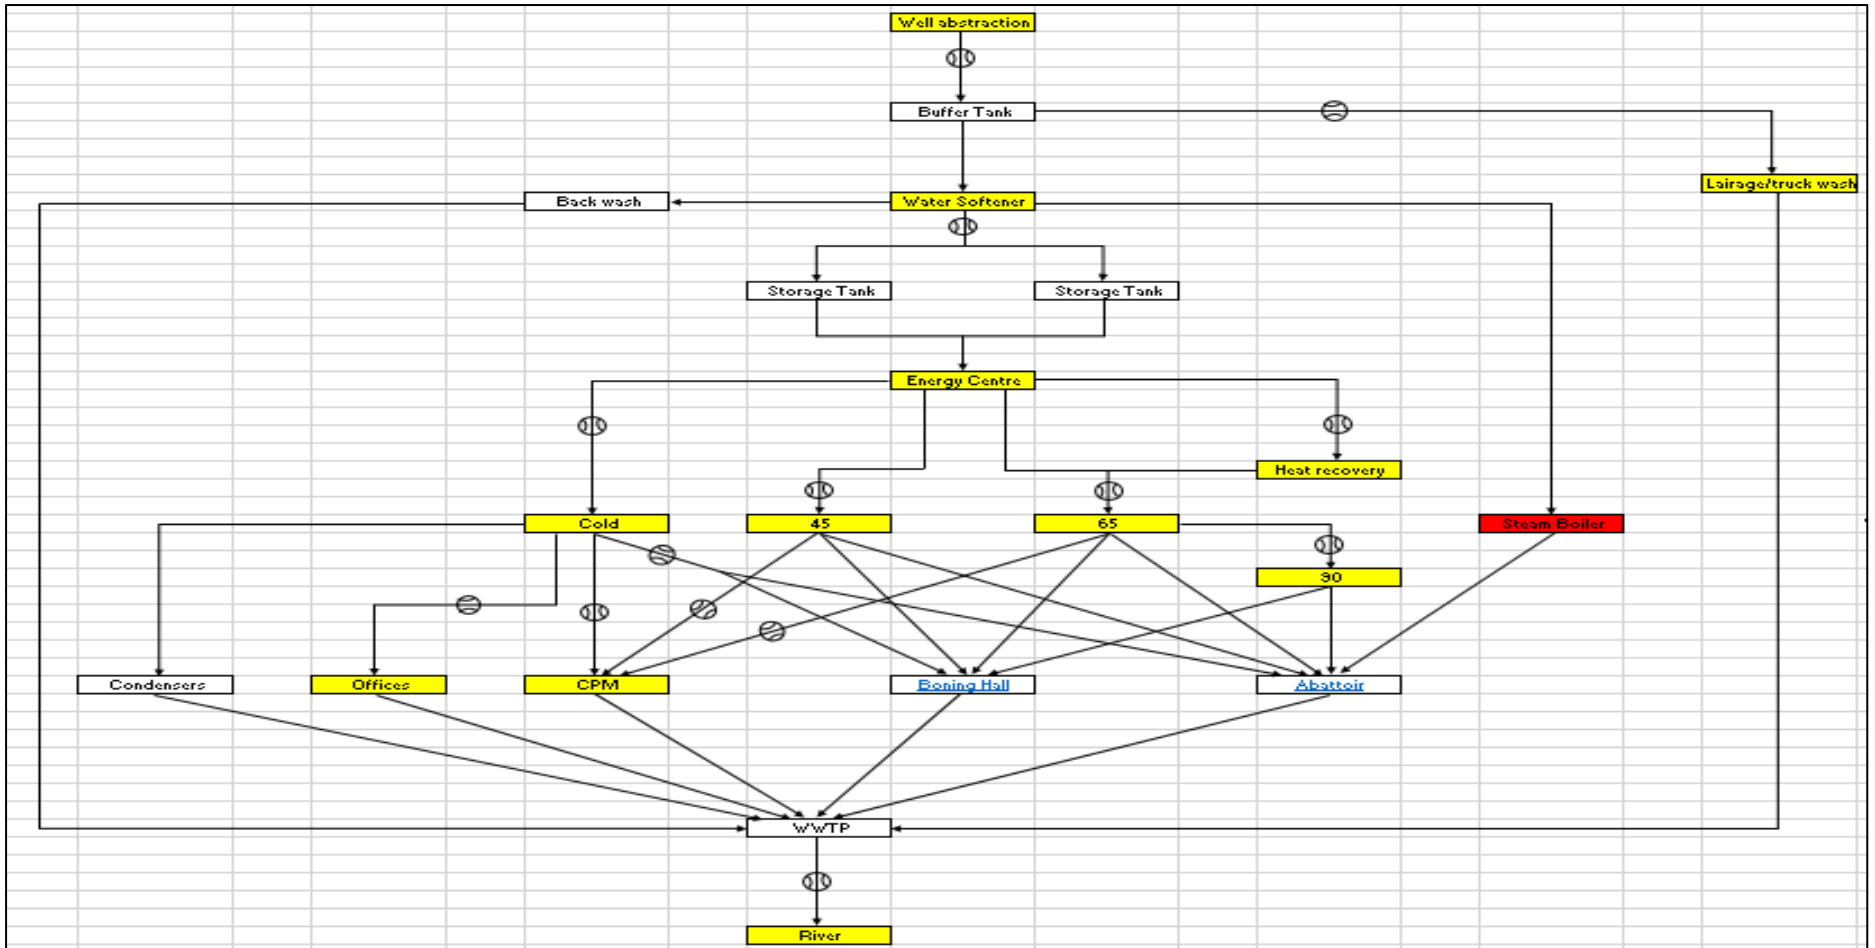 Well abstraction
Buffer Tank
Lairage/truck wash
Back wash
Water Softener
Storage Tank
Storage Tank
Energy Centre
Heat recovery
Cold
45
65
Steam Boiler
90
Condensers
Offices
CPM
Boning Hall
Abattoir
WWTP
River